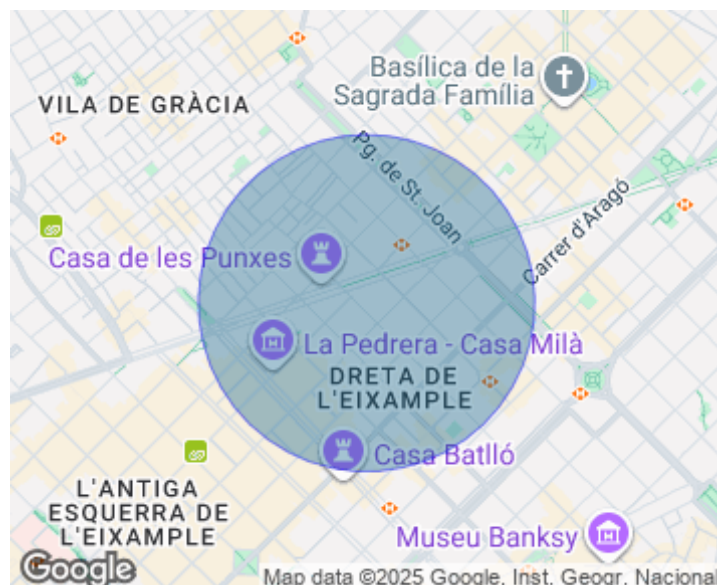 Basílica de la
Sagrada Família
VILA DE GRÀCIA
Pg. de St. Joan
Carrer d'Aragó
Casa de les Punxes
La Pedrera - Casa Milà
DRETA DE
L'EIXAMPLE
Casa Batlló
L'ANTIGA
ESQUERRA DE
L'EIXAMPLE
Museu Banksy
Google
Map data ©2025 Google, Inst. Geogr. Nacional